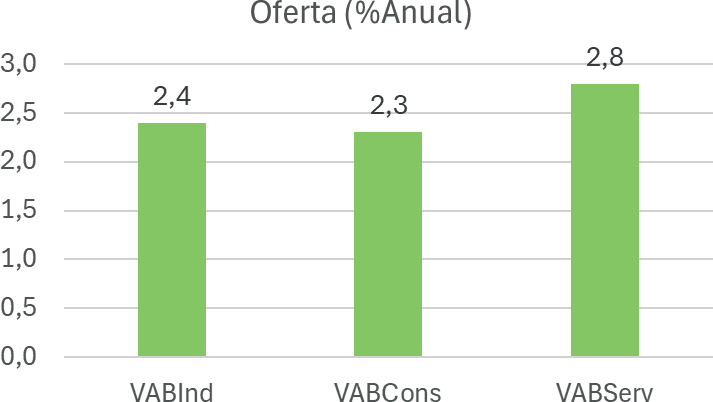 Oferta (%Anual)
3,0
2,5
2,0
1,5
1,0
0,5
0,0
2,4
2,3
2,8
VABInd
VABCons
VABServ